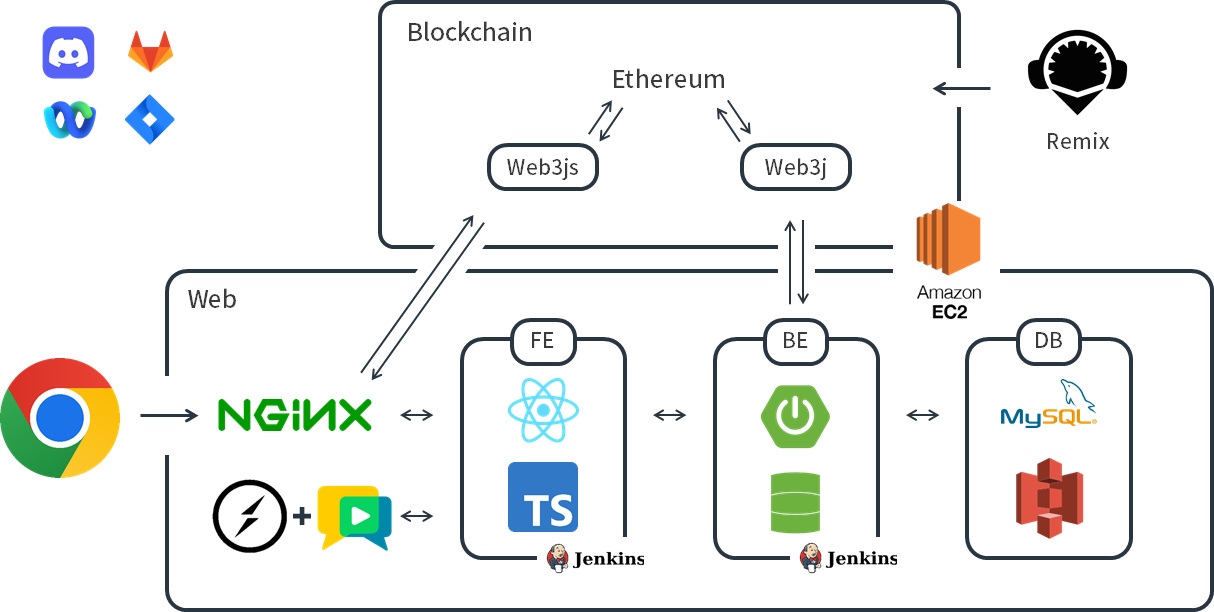 Blockchain
Ethereum
Web3js
Web3j
Remix
Amazon
EC2
Web
FE
BE
DB
NGiNX
MySQL®
TS
Jenkins
Jenkins